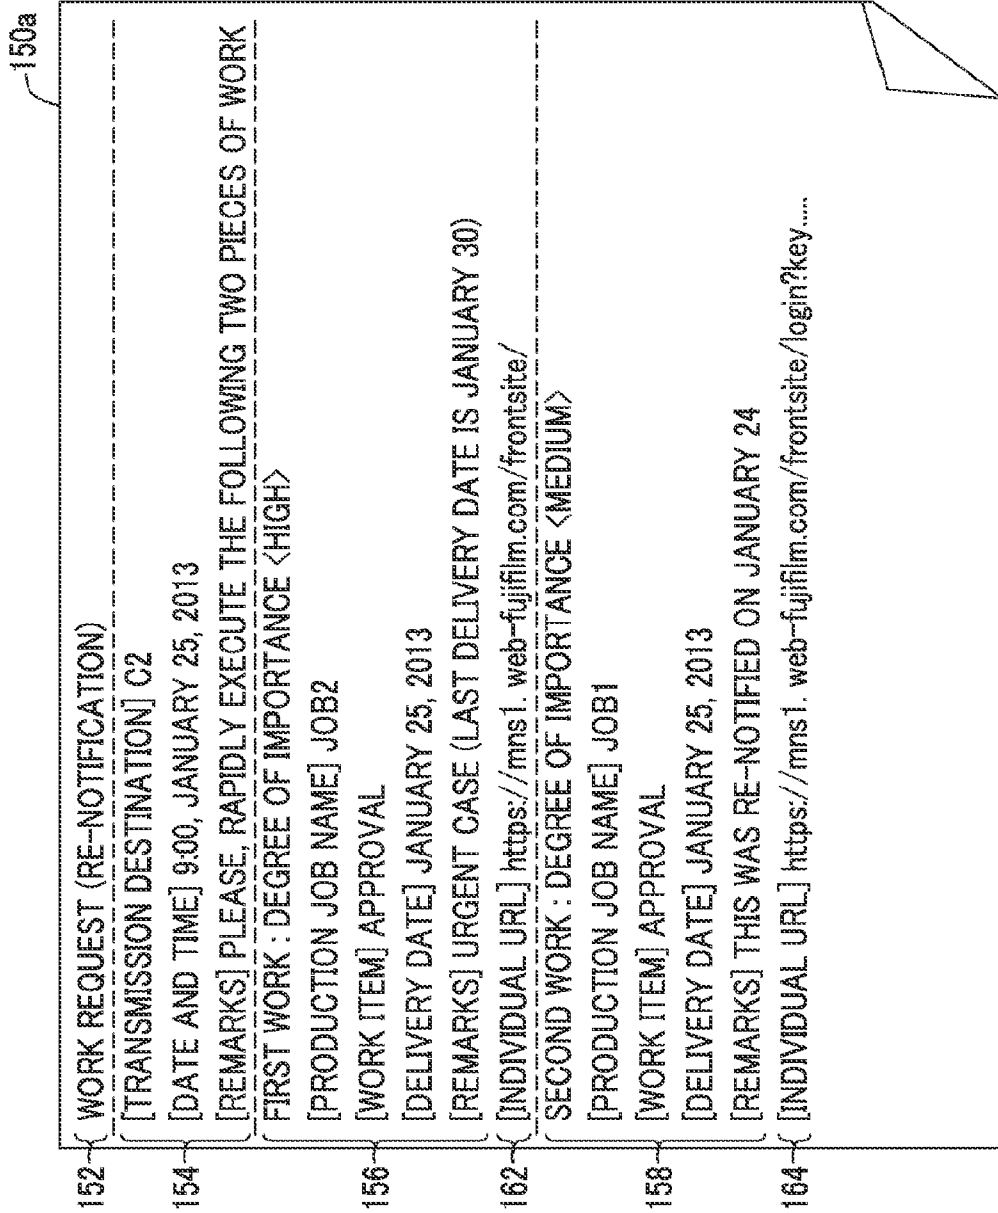 150a
152 WORK REQUEST (RE-NOTIFICATION)
[TRANSMISSION DESTINATION] C2
154 [DATE AND TIME] 9:00, JANUARY 25, 2013
[REMARKS] PLEASE, RAPIDLY EXECUTE THE FOLLOWING TWO PIECES OF WORK
FIRST WORK : DEGREE OF IMPORTANCE <HIGH>
[PRODUCTION JOB NAME] JOB2
156 [WORK ITEM] APPROVAL
[DELIVERY DATE] JANUARY 25, 2013
[REMARKS] URGENT CASE (LAST DELIVERY DATE IS JANUARY 30)
162 [INDIVIDUAL URL] https://mns1. web-fujifilm.com/frontsite/
SECOND WORK : DEGREE OF IMPORTANCE <MEDIUM>
[PRODUCTION JOB NAME] JOB1
158 [WORK ITEM] APPROVAL
[DELIVERY DATE] JANUARY 25, 2013
[REMARKS] THIS WAS RE-NOTIFIED ON JANUARY 24
164 [INDIVIDUAL URL] https://mns1. web-fujifilm.com/frontsite/login?key.....